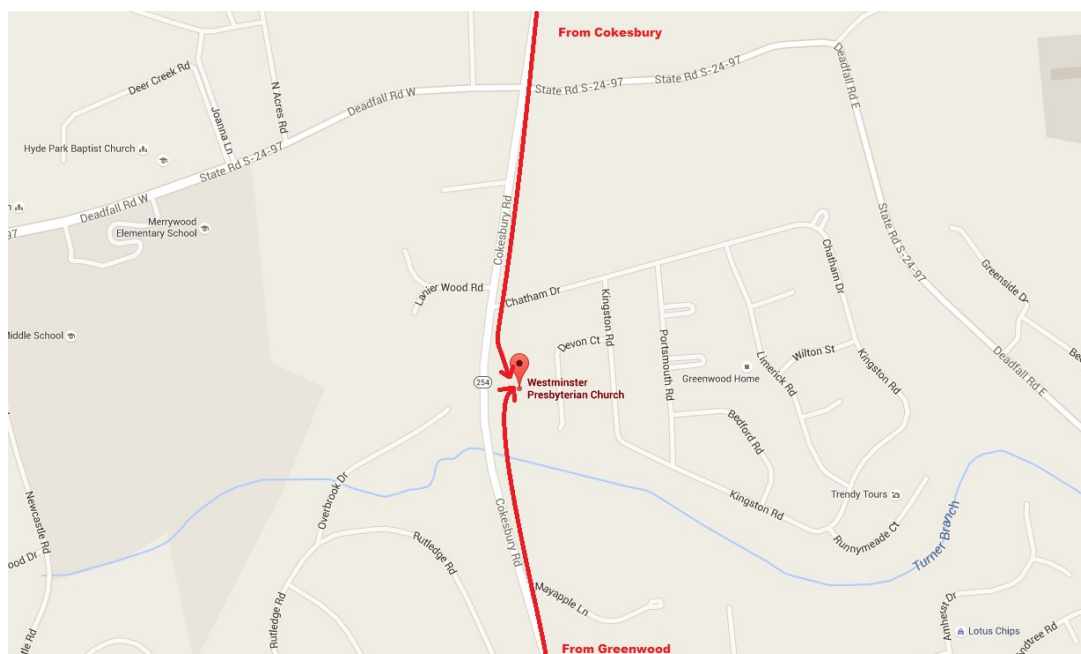 From Cokesbury
Deer Creek Rd
N Acres Rd
Joanna Ln
Deadfall Rd W
State Rd S-24-97
State Rd S-24-97
Deadfall Rd E
Hyde Park Baptist Church
State Rd S-24-97
Deadfall Rd W
97
Merrywood
Elementary School
Cokesbury Rd
State Rd S-24-97
Chatham Dr
Greenside Dr
Lanier Wood Rd
Chatham Dr
Kingston Rd
Portsmouth Rd
Middle School
Devon Ct
Wilton St
Limerick Rd
Kingston Rd
Greenwood Home
Deadfall Rd E
254
Westminster
Presbyterian Church
Bedford Rd
Overbrook Dr
Newcastle Rd
Kingston Rd
Trendy Tours
Runnymeade Ct
Turner Branch
Cokesbury Rd
Rutledge Rd
Rutledge Rd
Mayapple Ln
Amherst Dr
Lotus Chips
From Greenwood